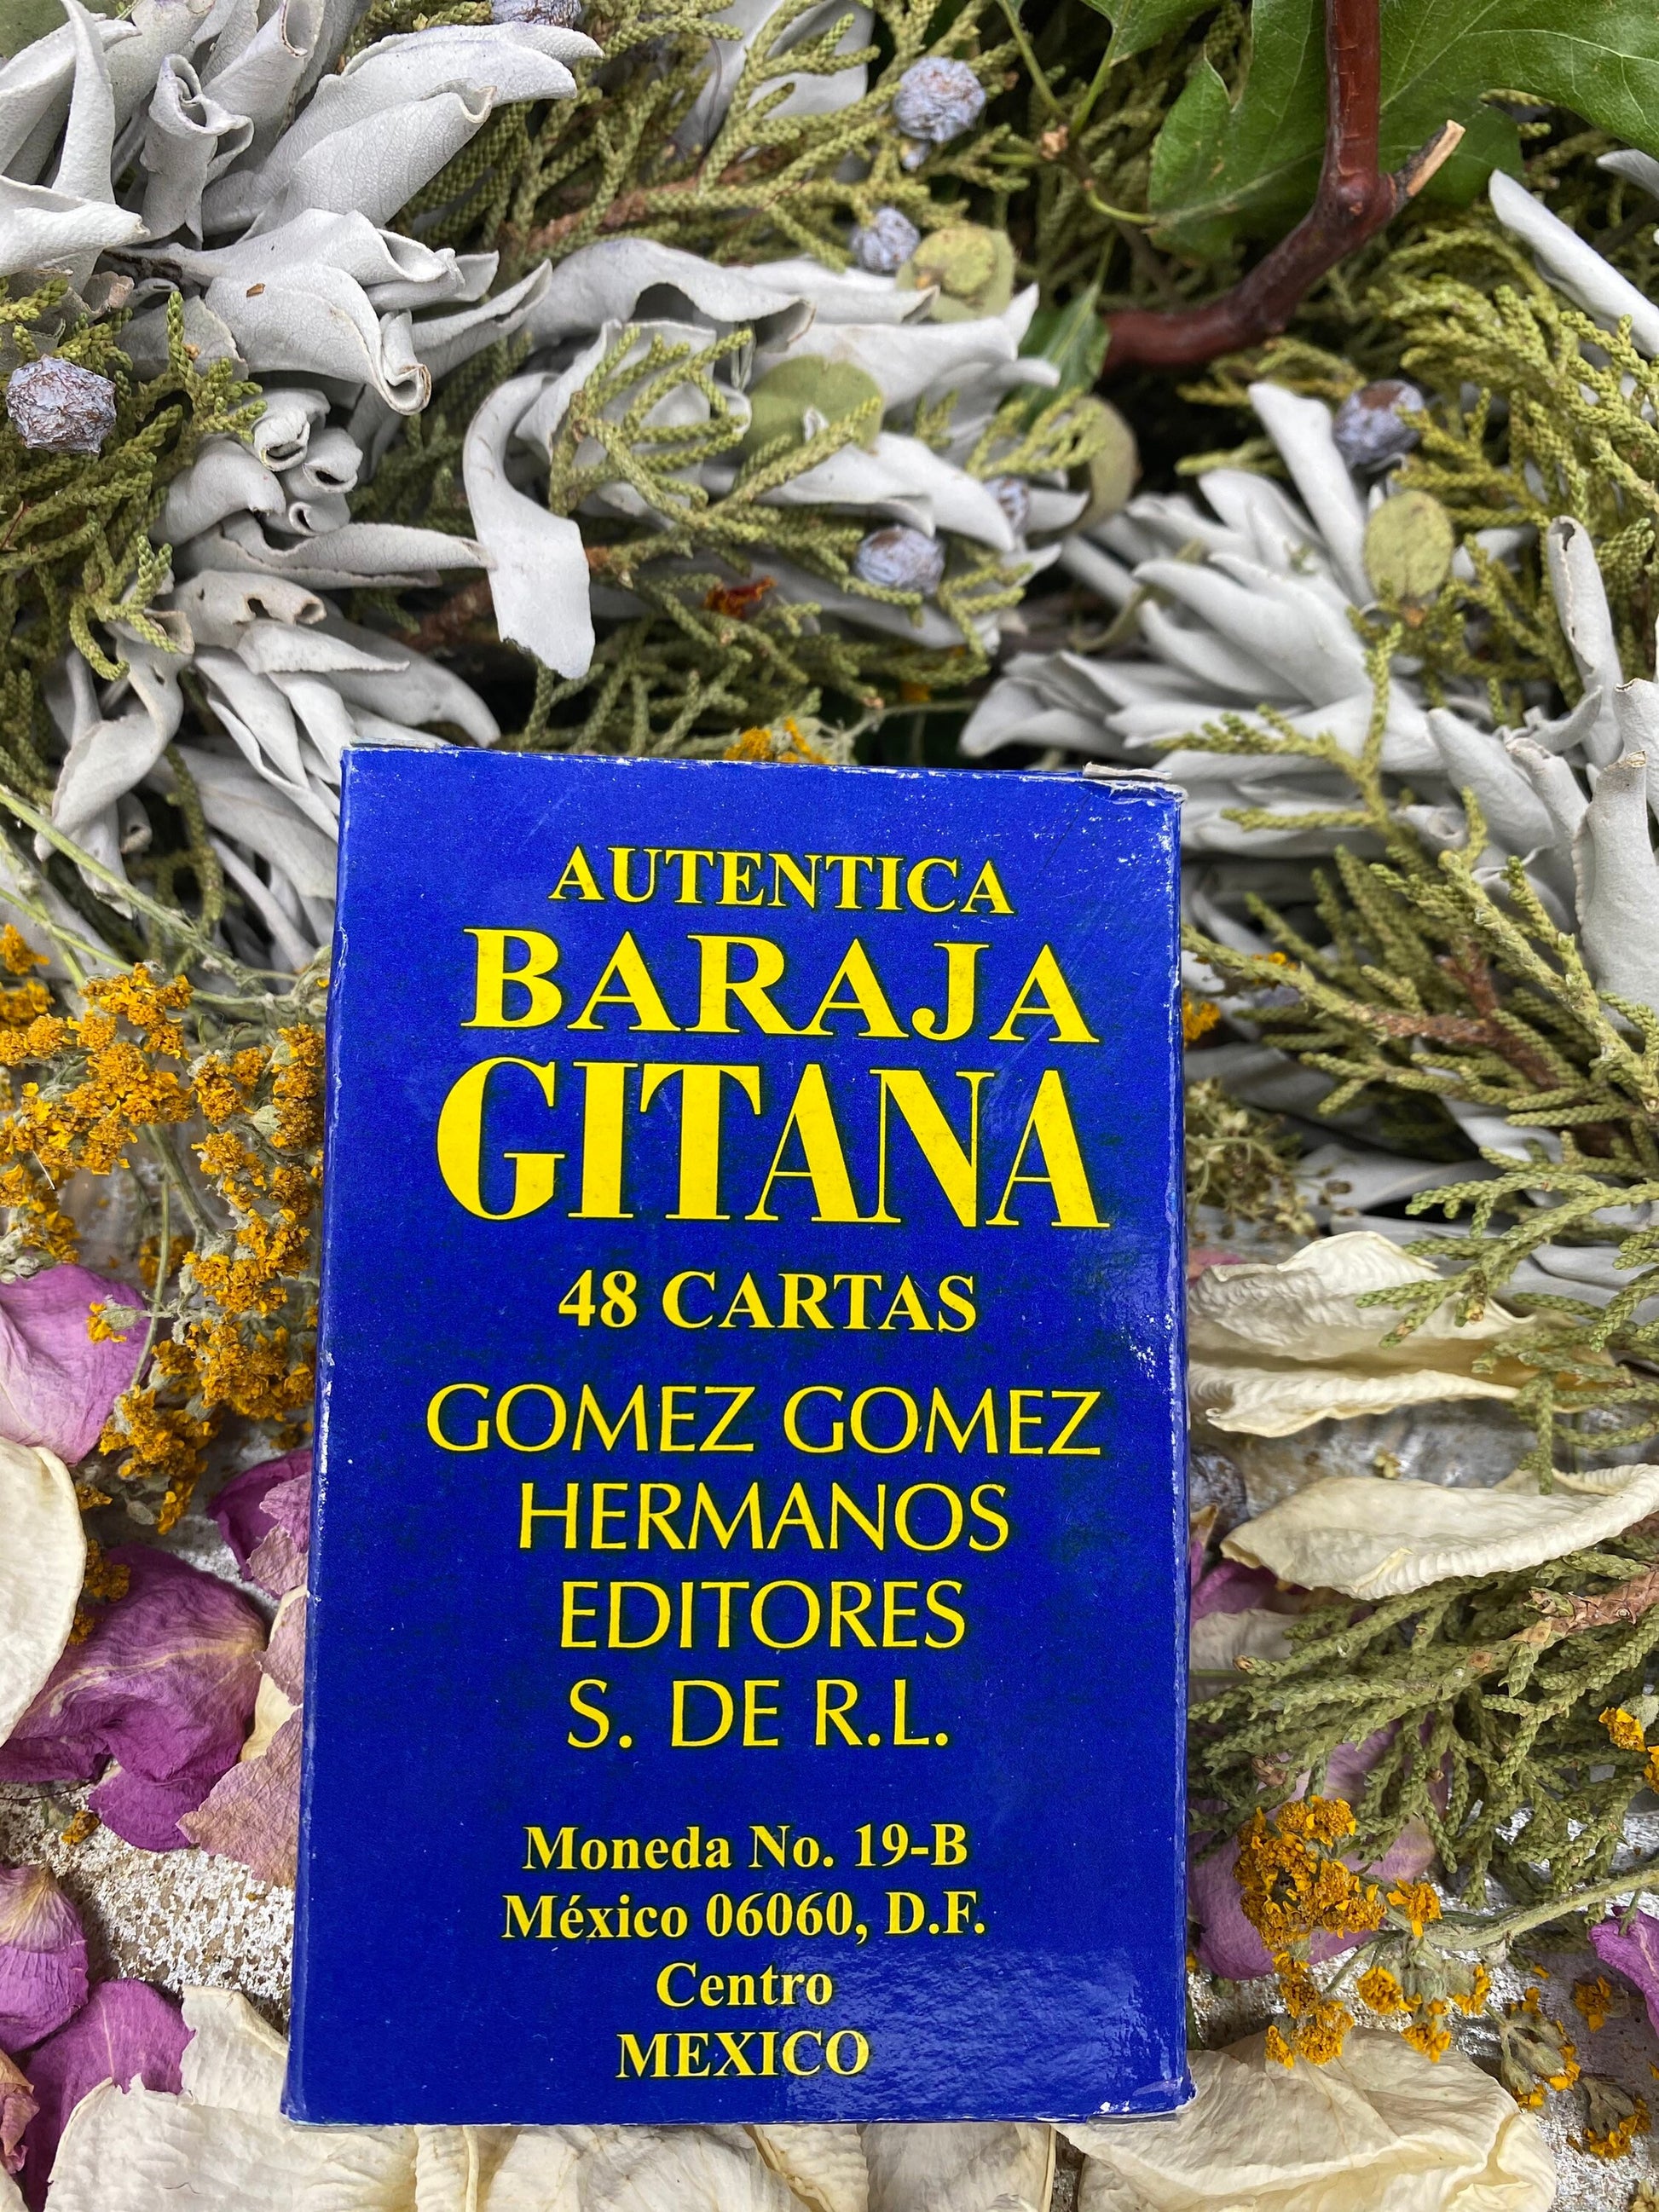 AUTENTICA
BARAJA
GITANA
48 CARTAS
GOMEZ GOMEZ
HERMANOS
EDITORES
S. DE R.L.
Moneda No. 19-B
México 06060, D.F.
Centro
MEXICO